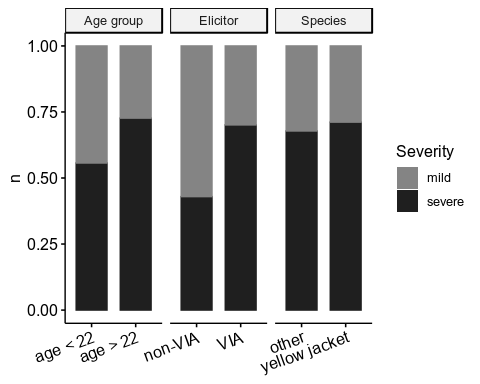 Age group
Elicitor
Species
1.00
0.75
0.50
0.25
0.00
n
age < 22
age > 22
non-VIA
VIA
other
yellow jacket
Severity
mild
severe